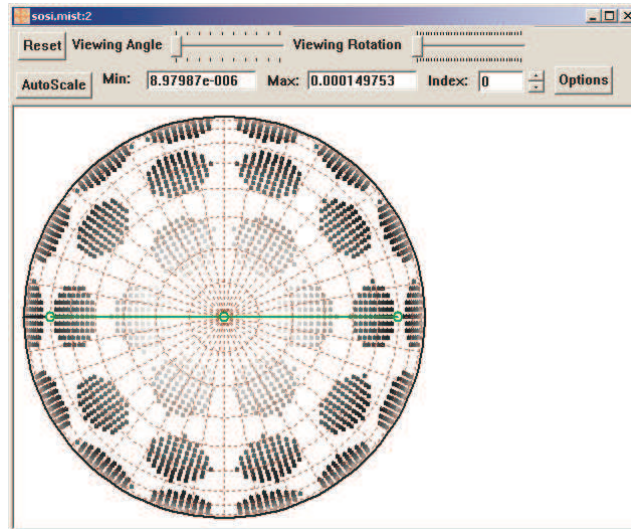 sosi.mist:2
Reset Viewing Angle Viewing Rotation
AutoScale Min: 8.97987e-006 Max: 0.000149753 Index: 0 Options